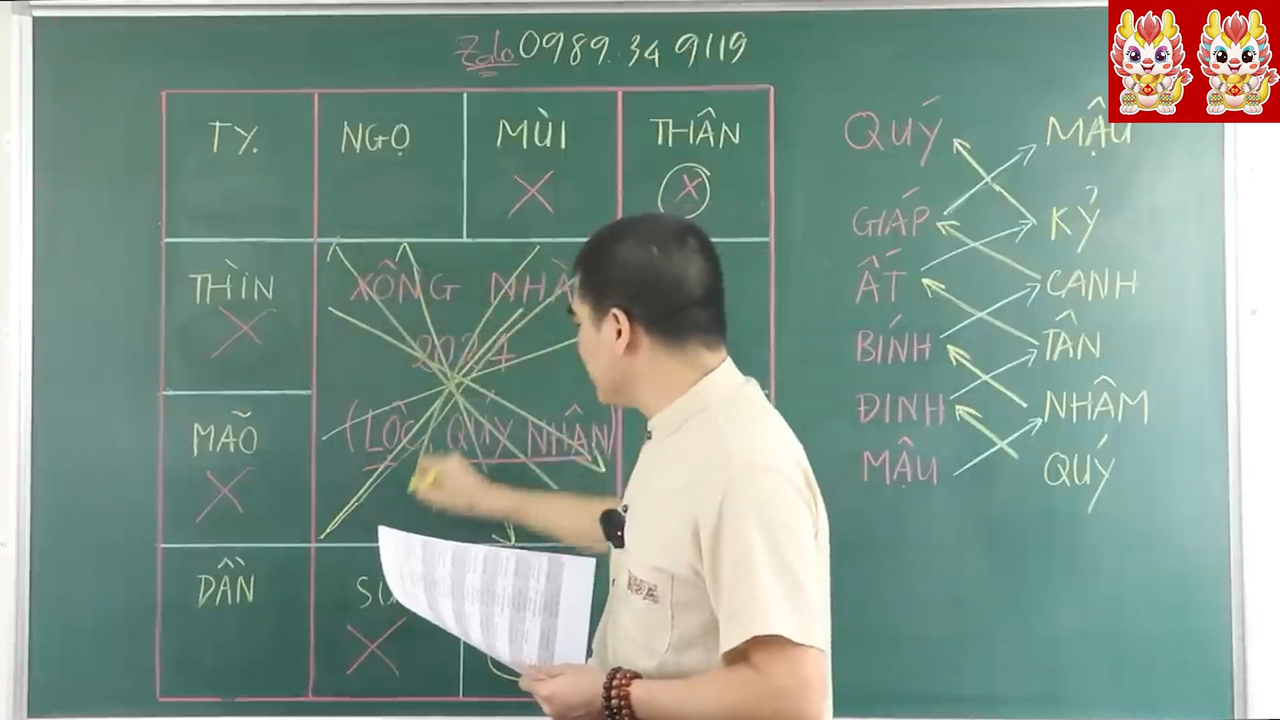 Zalo 0989.34 9119
TỴ. NGỌ MÙI THÂN
X X
THÌN XÔNG NHÀ
X 2024
MÃO (LỘC QUÝ NHÂN
X
DẦN
X
QUÝ MẬU
GIÁP KỶ
ẤT CANH
BÍNH TÂN
ĐINH NHÂM
MẬU QUÝ